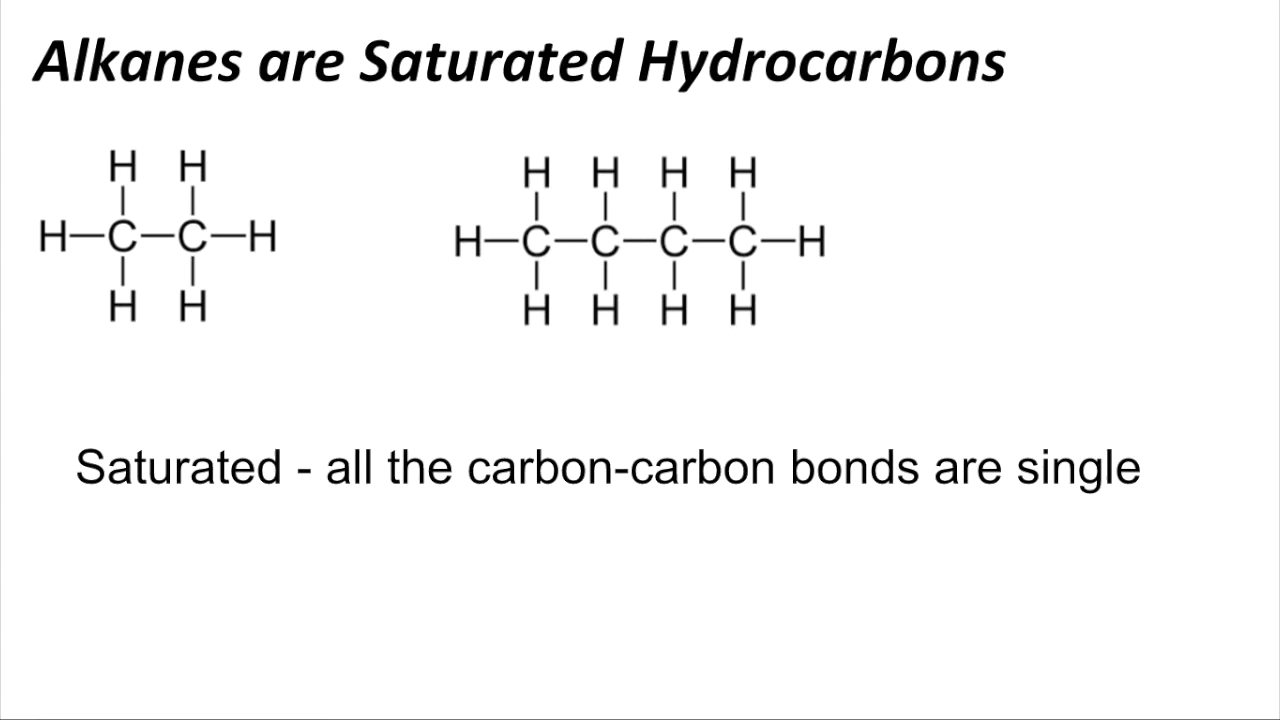 Alkanes are Saturated Hydrocarbons
H H
H—C—C—H
H H
H H H H
H—C—C—C—C—H
H H H H
Saturated - all the carbon-carbon bonds are single